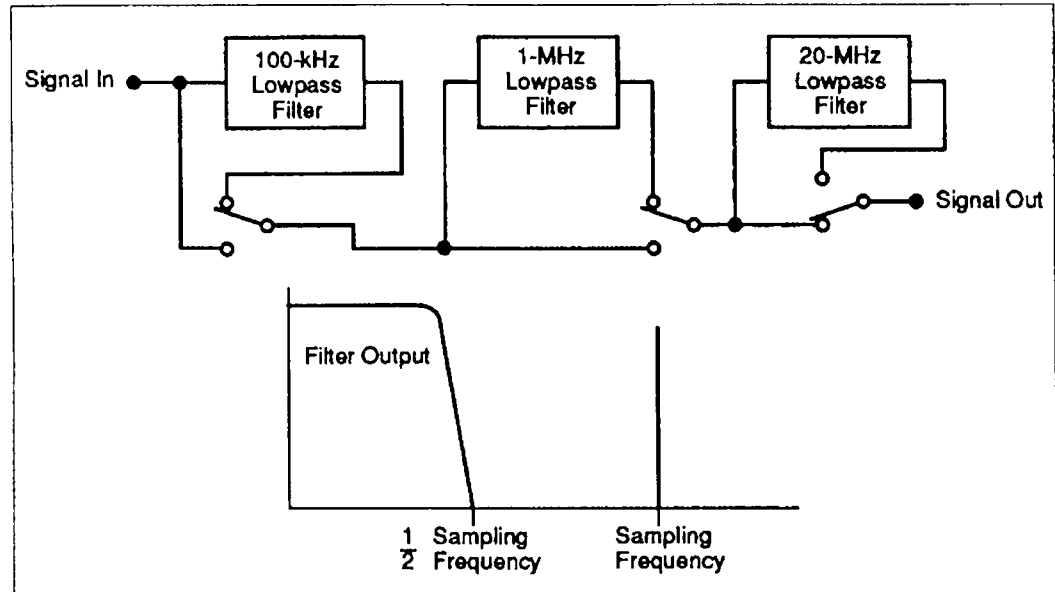 100-kHz
Lowpass
Filter
1-MHz
Lowpass
Filter
20-MHz
Lowpass
Filter
Signal In
Signal Out
Filter Output
1
2
Sampling
Frequency
Sampling
Frequency